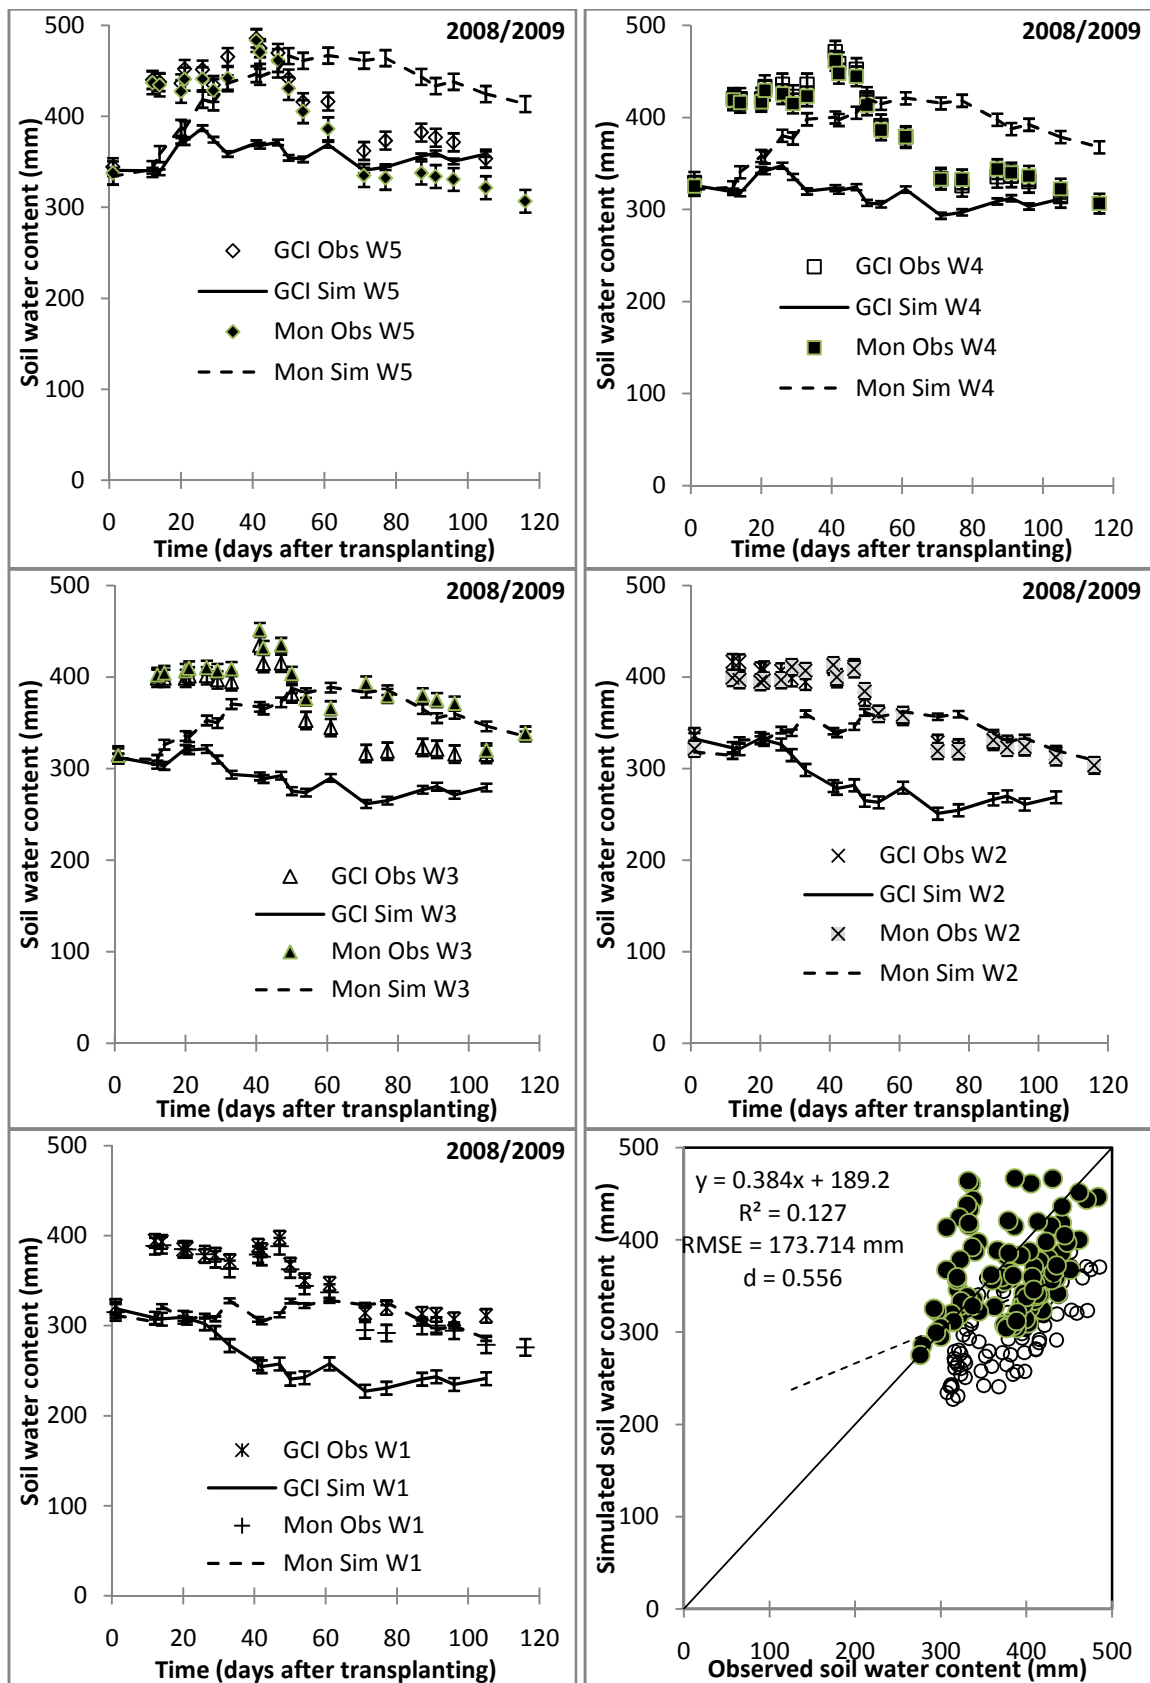 2008/2009
Soil water content (mm)
500
400
300
200
100
0
GCI Obs W5
GCI Sim W5
Mon Obs W5
Mon Sim W5
0 20 40 60 80 100 120
Time (days after transplanting)
2008/2009
Soil water content (mm)
500
400
300
200
100
0
GCI Obs W4
GCI Sim W4
Mon Obs W4
Mon Sim W4
0 20 40 60 80 100 120
Time (days after transplanting)
2008/2009
Soil water content (mm)
500
400
300
200
100
0
GCI Obs W3
GCI Sim W3
Mon Obs W3
Mon Sim W3
0 20 40 60 80 100 120
Time (days after transplanting)
2008/2009
Soil water content (mm)
500
400
300
200
100
0
GCI Obs W2
GCI Sim W2
Mon Obs W2
Mon Sim W2
0 20 40 60 80 100 120
Time (days after transplanting)
2008/2009
Soil water content (mm)
500
400
300
200
100
0
GCI Obs W1
GCI Sim W1
Mon Obs W1
Mon Sim W1
0 20 40 60 80 100 120
Time (days after transplanting)
Simulated soil water content (mm)
500
400
300
200
100
0
y = 0.384x + 189.2
R² = 0.127
RMSE = 173.714 mm
d = 0.556
0 100 200 300 400 500
Observed soil water content (mm)